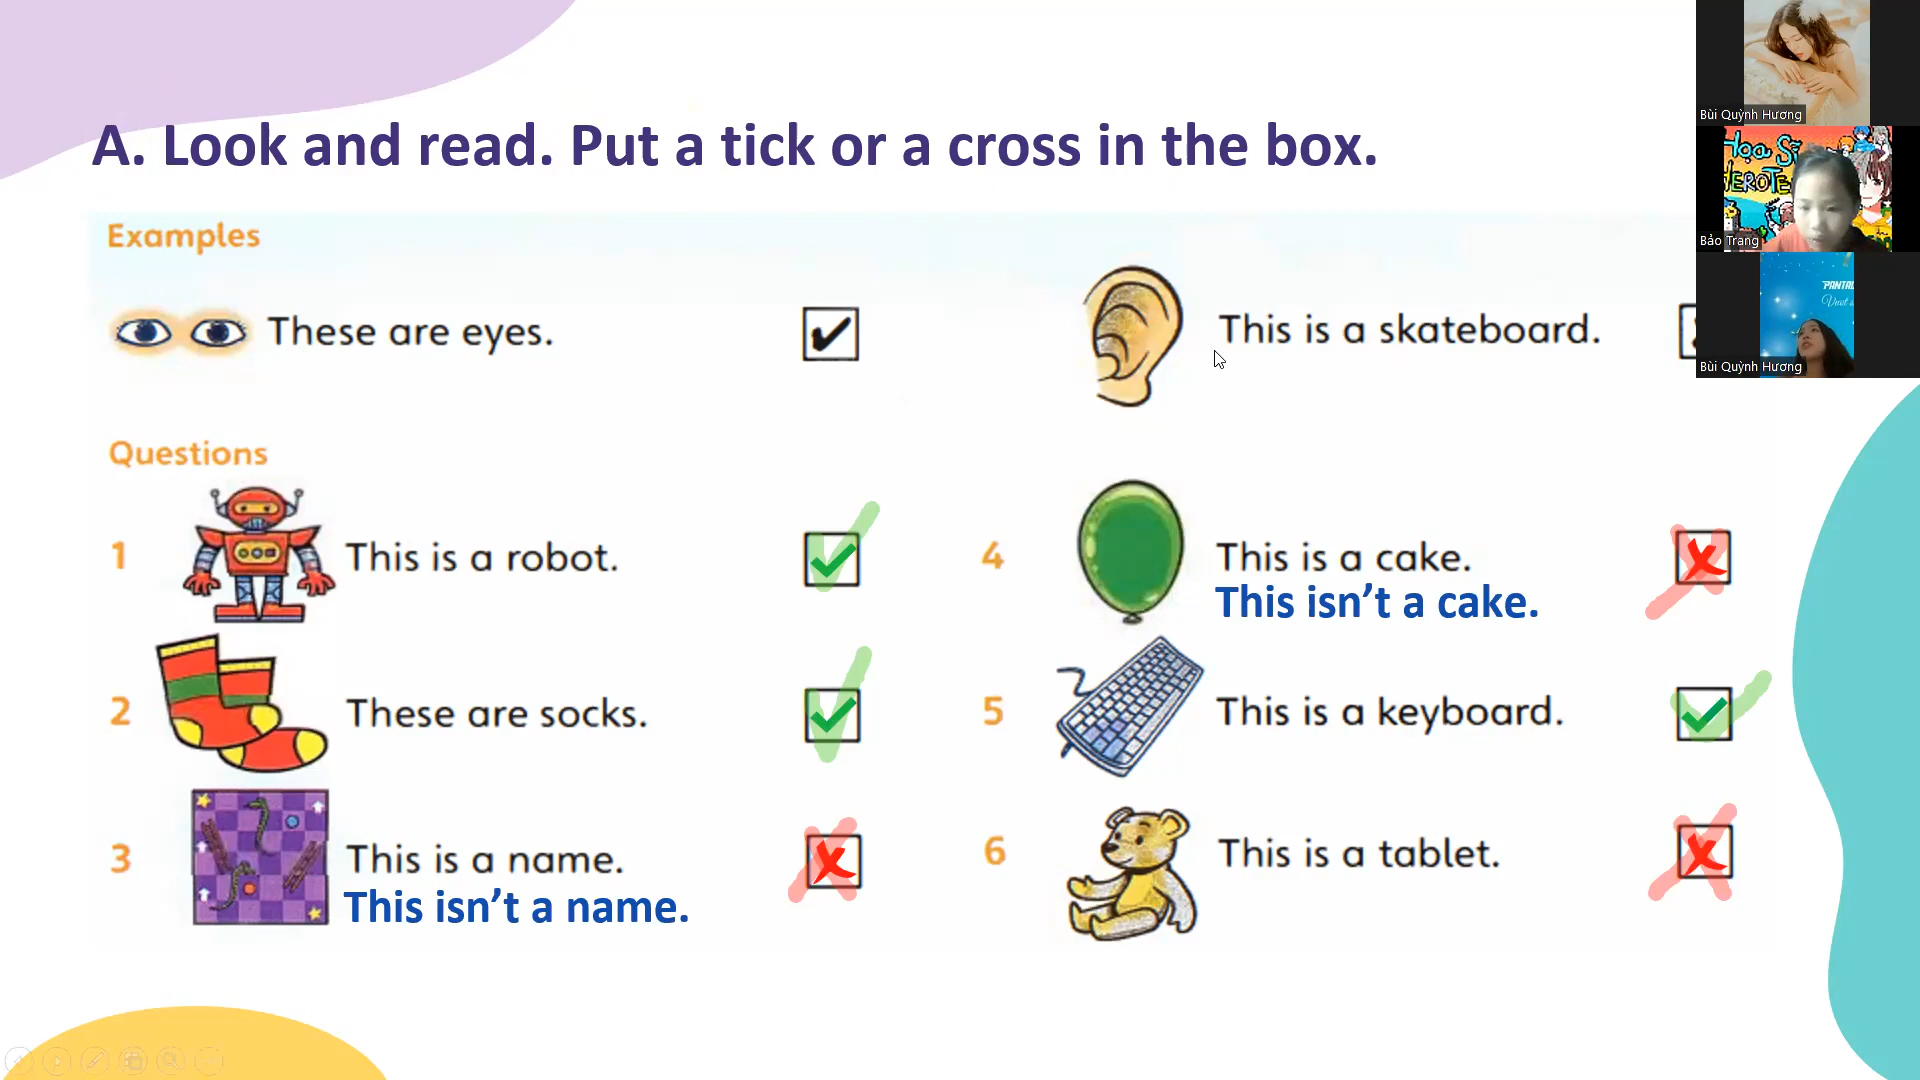 A. Look and read. Put a tick or a cross in the box.
Examples
These are eyes.
This is a skateboard.
Questions
1 This is a robot.
2 These are socks.
3 This is a name.
This isn't a name.
4 This is a cake.
This isn't a cake.
5 This is a keyboard.
6 This is a tablet.
Bùi Quỳnh Hương
Họa Sĩ
Bảo Trang
Bùi Quỳnh Hương